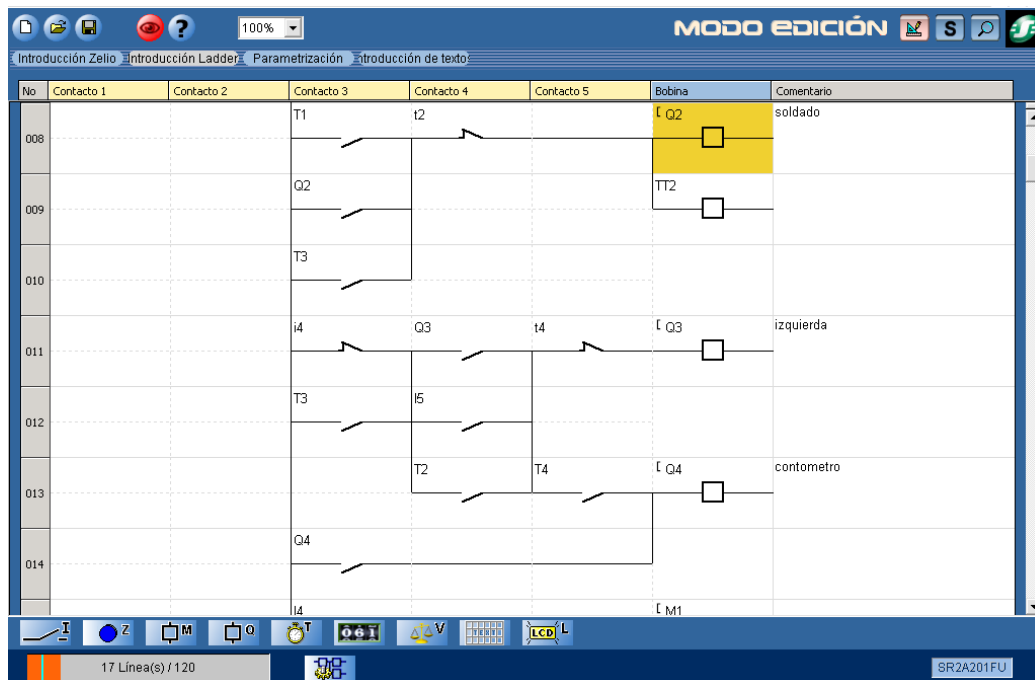 100%
MODO EDICIÓN
S
Introducción Zelio
Introducción Ladder
Parametrización
ntroducción de texto
No Contacto 1 Contacto 2 Contacto 3 Contacto 4 Contacto 5 Bobina Comentario
T1 t2 [ Q2 soldado
008
Q2 TT2
009
T3
010
i4 Q3 t4 [ Q3 izquierda
011
T3 I5
012
T2 T4 [ Q4 contometro
013
Q4
014
I4 [ M1
I Z M Q T 061 V TEXT LCD L
17 Línea(s) / 120
SR2A201FU